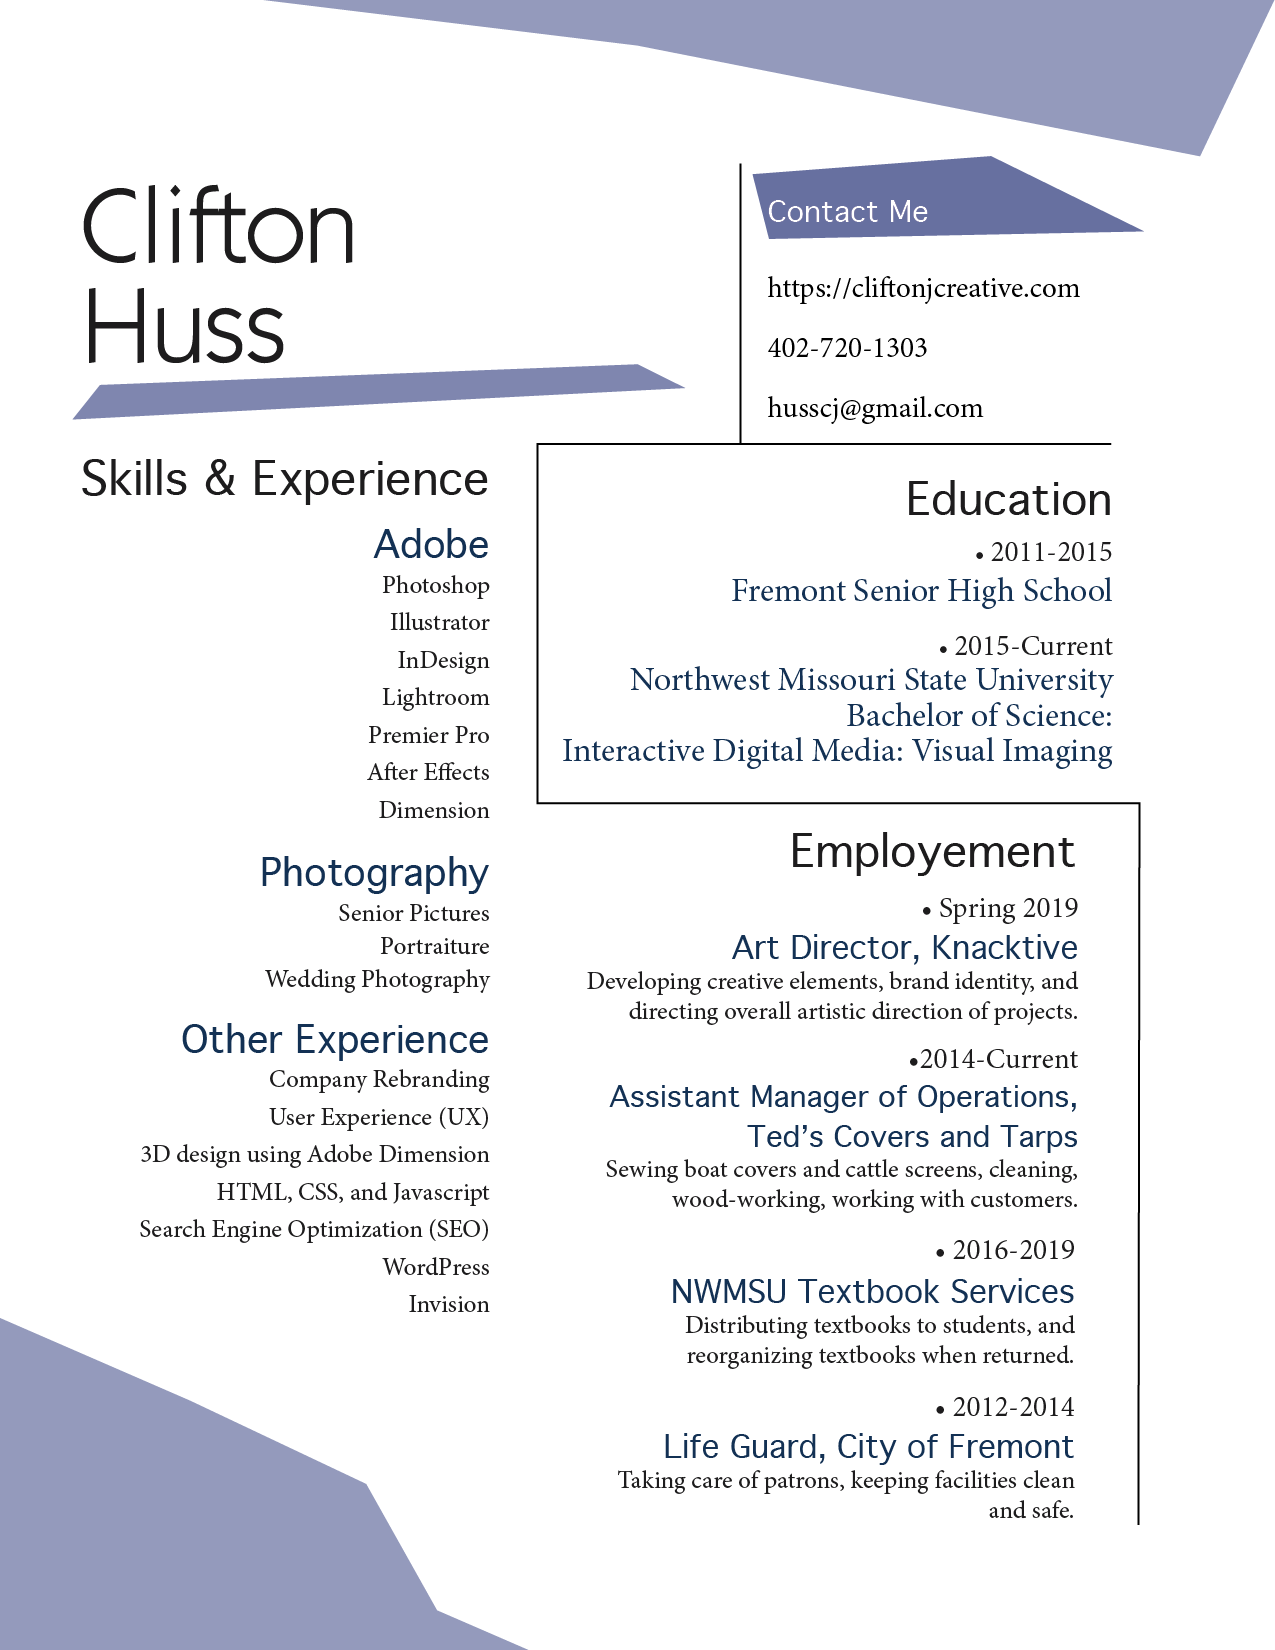 Clifton
Huss
Contact Me
https://cliftonjcreative.com
402-720-1303
husscj@gmail.com
Skills & Experience
Adobe
Photoshop
Illustrator
InDesign
Lightroom
Premier Pro
After Effects
Dimension
Photography
Senior Pictures
Portraiture
Wedding Photography
Other Experience
Company Rebranding
User Experience (UX)
3D design using Adobe Dimension
HTML, CSS, and Javascript
Search Engine Optimization (SEO)
WordPress
Invision
Education
• 2011-2015
Fremont Senior High School
• 2015-Current
Northwest Missouri State University
Bachelor of Science:
Interactive Digital Media: Visual Imaging
Employement
• Spring 2019
Art Director, Knacktive
Developing creative elements, brand identity, and
directing overall artistic direction of projects.
•2014-Current
Assistant Manager of Operations,
Ted’s Covers and Tarps
Sewing boat covers and cattle screens, cleaning,
wood-working, working with customers.
• 2016-2019
NWMSU Textbook Services
Distributing textbooks to students, and
reorganizing textbooks when returned.
• 2012-2014
Life Guard, City of Fremont
Taking care of patrons, keeping facilities clean
and safe.